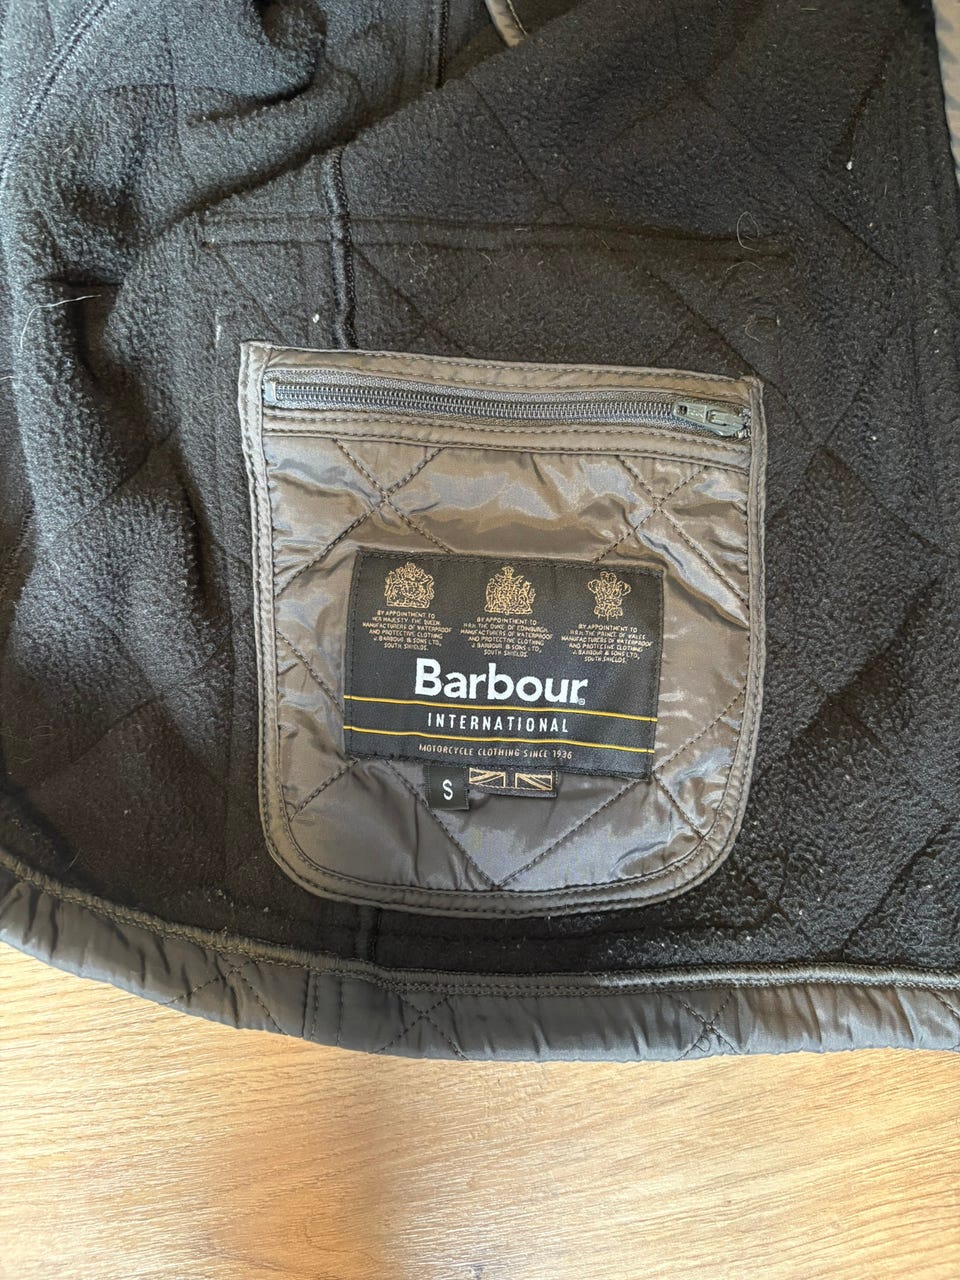 BY APPOINTMENT TO
HER MAJESTY THE QUEEN
MANUFACTURERS OF WATERPROOF
AND PROTECTIVE CLOTHING
J. BARBOUR & SONS LTD,
SOUTH SHIELDS.
BY APPOINTMENT TO
H.R.H. THE DUKE OF EDINBURGH
MANUFACTURERS OF WATERPROOF
AND PROTECTIVE CLOTHING
J. BARBOUR & SONS LTD,
SOUTH SHIELDS.
BY APPOINTMENT TO
H.R.H. THE PRINCE OF WALES
MANUFACTURERS OF WATERPROOF
AND PROTECTIVE CLOTHING
J. BARBOUR & SONS LTD,
SOUTH SHIELDS.
Barbour®
INTERNATIONAL
MOTORCYCLE CLOTHING SINCE 1936
S